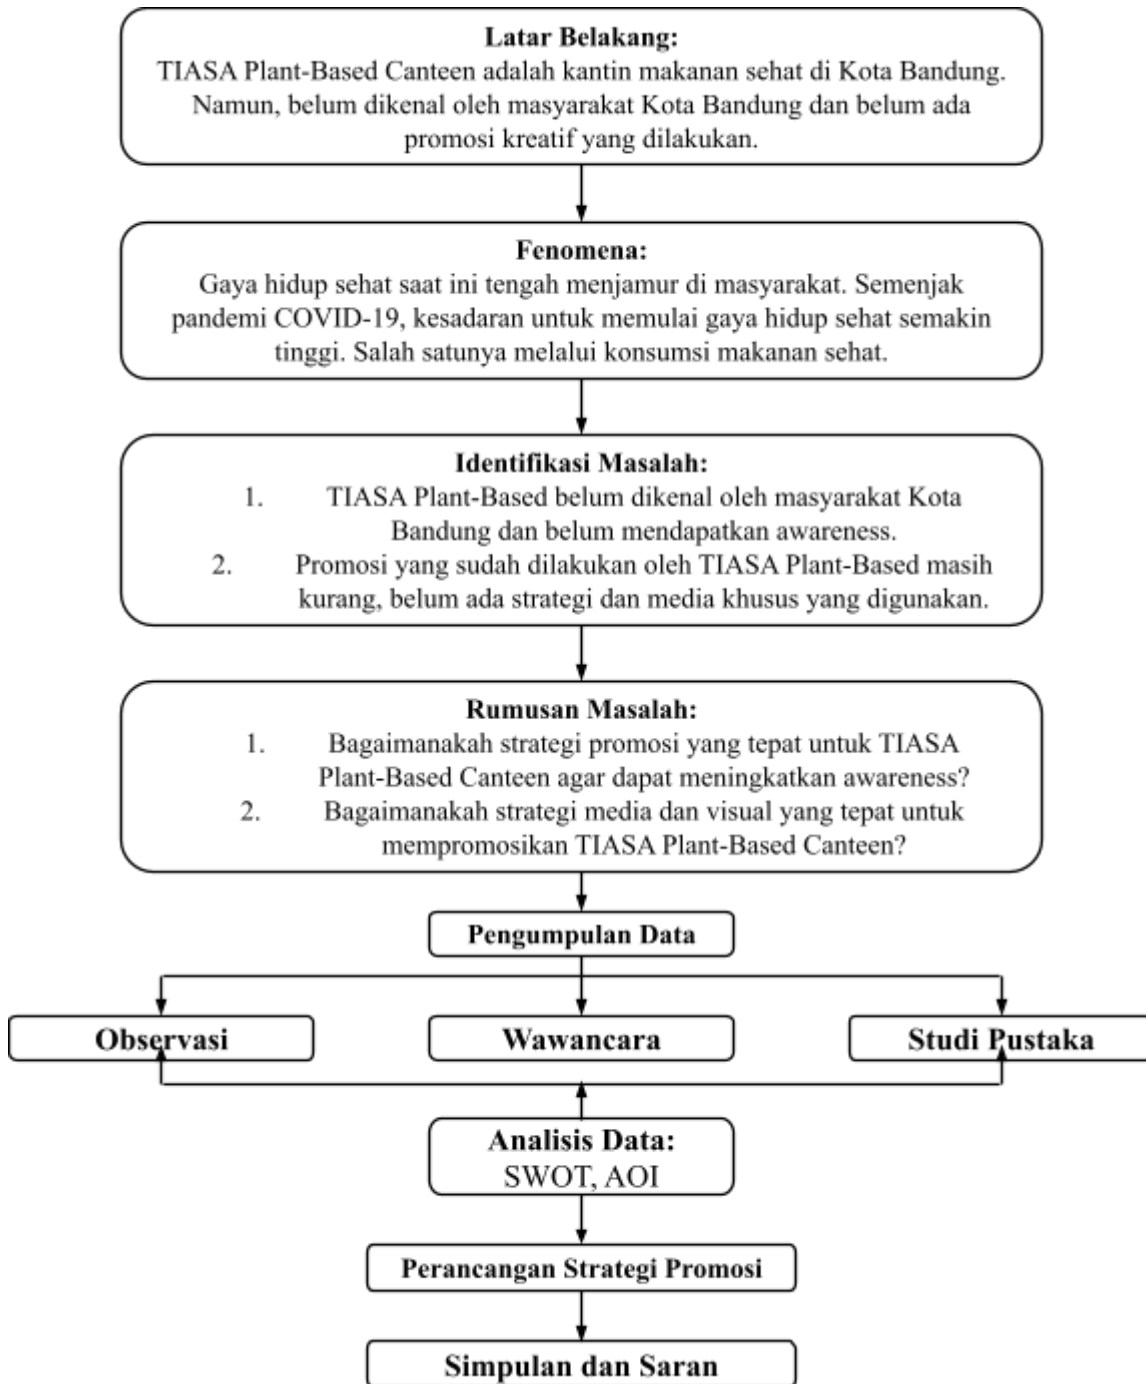 Latar Belakang:
TIASA Plant-Based Canteen adalah kantin makanan sehat di Kota Bandung.
Namun, belum dikenal oleh masyarakat Kota Bandung dan belum ada
promosi kreatif yang dilakukan.
Fenomena:
Gaya hidup sehat saat ini tengah menjamur di masyarakat. Semenjak
pandemi COVID-19, kesadaran untuk memulai gaya hidup sehat semakin
tinggi. Salah satunya melalui konsumsi makanan sehat.
Identifikasi Masalah:
1. TIASA Plant-Based belum dikenal oleh masyarakat Kota
Bandung dan belum mendapatkan awareness.
2. Promosi yang sudah dilakukan oleh TIASA Plant-Based masih
kurang, belum ada strategi dan media khusus yang digunakan.
Rumusan Masalah:
1. Bagaimanakah strategi promosi yang tepat untuk TIASA
Plant-Based Canteen agar dapat meningkatkan awareness?
2. Bagaimanakah strategi media dan visual yang tepat untuk
mempromosikan TIASA Plant-Based Canteen?
Pengumpulan Data
Observasi
Wawancara
Studi Pustaka
Analisis Data:
SWOT, AOI
Perancangan Strategi Promosi
Simpulan dan Saran